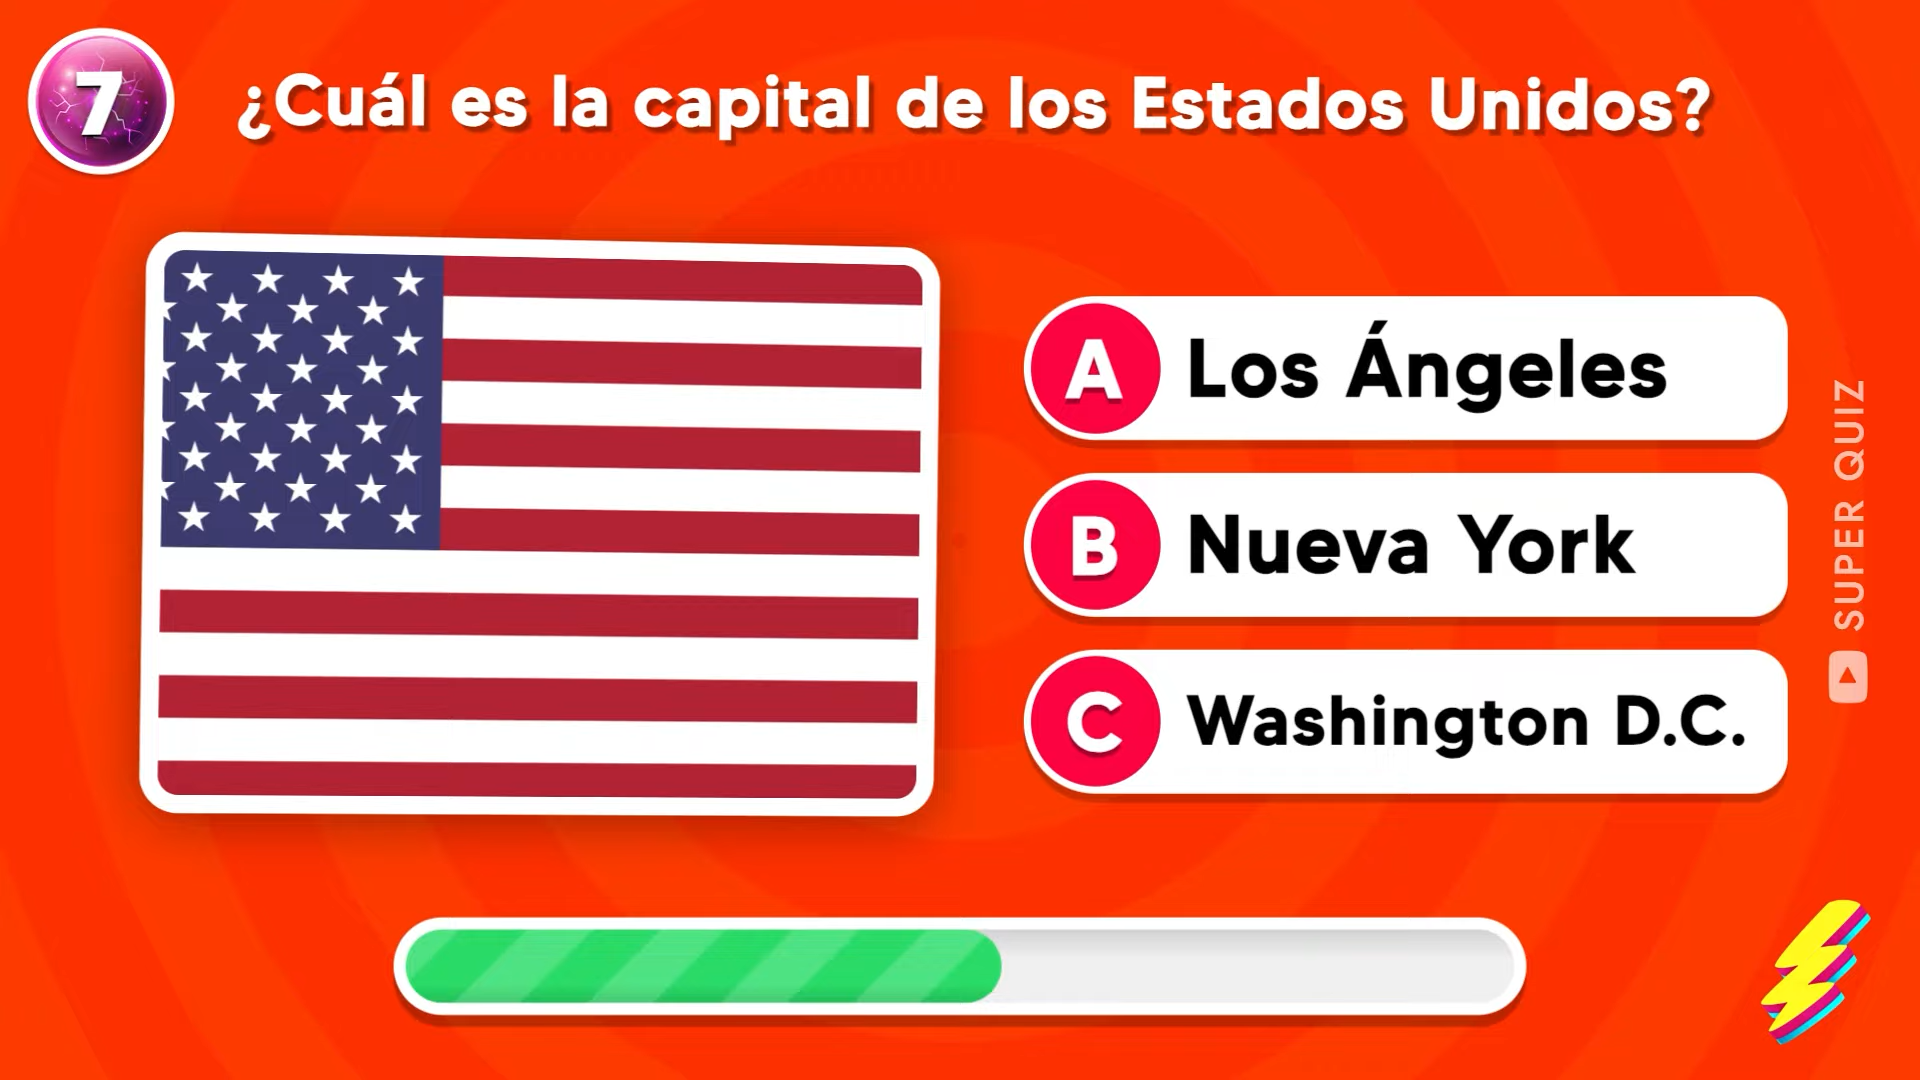 7
¿Cuál es la capital de los Estados Unidos?
A Los Ángeles
B Nueva York
C Washington D.C.
SUPER QUIZ